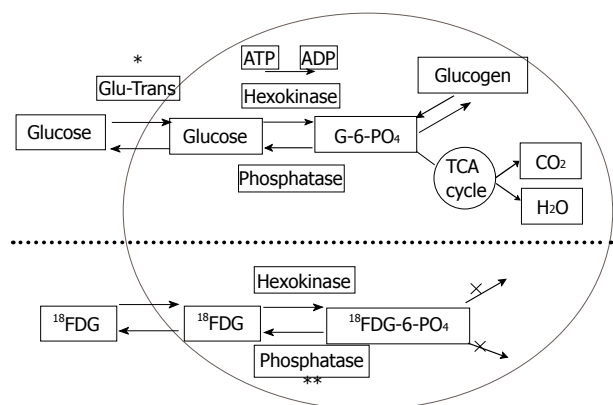 *
ATP ADP
Glu-Trans
Hexokinase
Glucogen
Glucose
Glucose
G-6-PO₄
Phosphatase
TCA
cycle
CO₂
H₂O
Hexokinase
¹⁸FDG
¹⁸FDG
¹⁸FDG-6-PO₄
Phosphatase
**